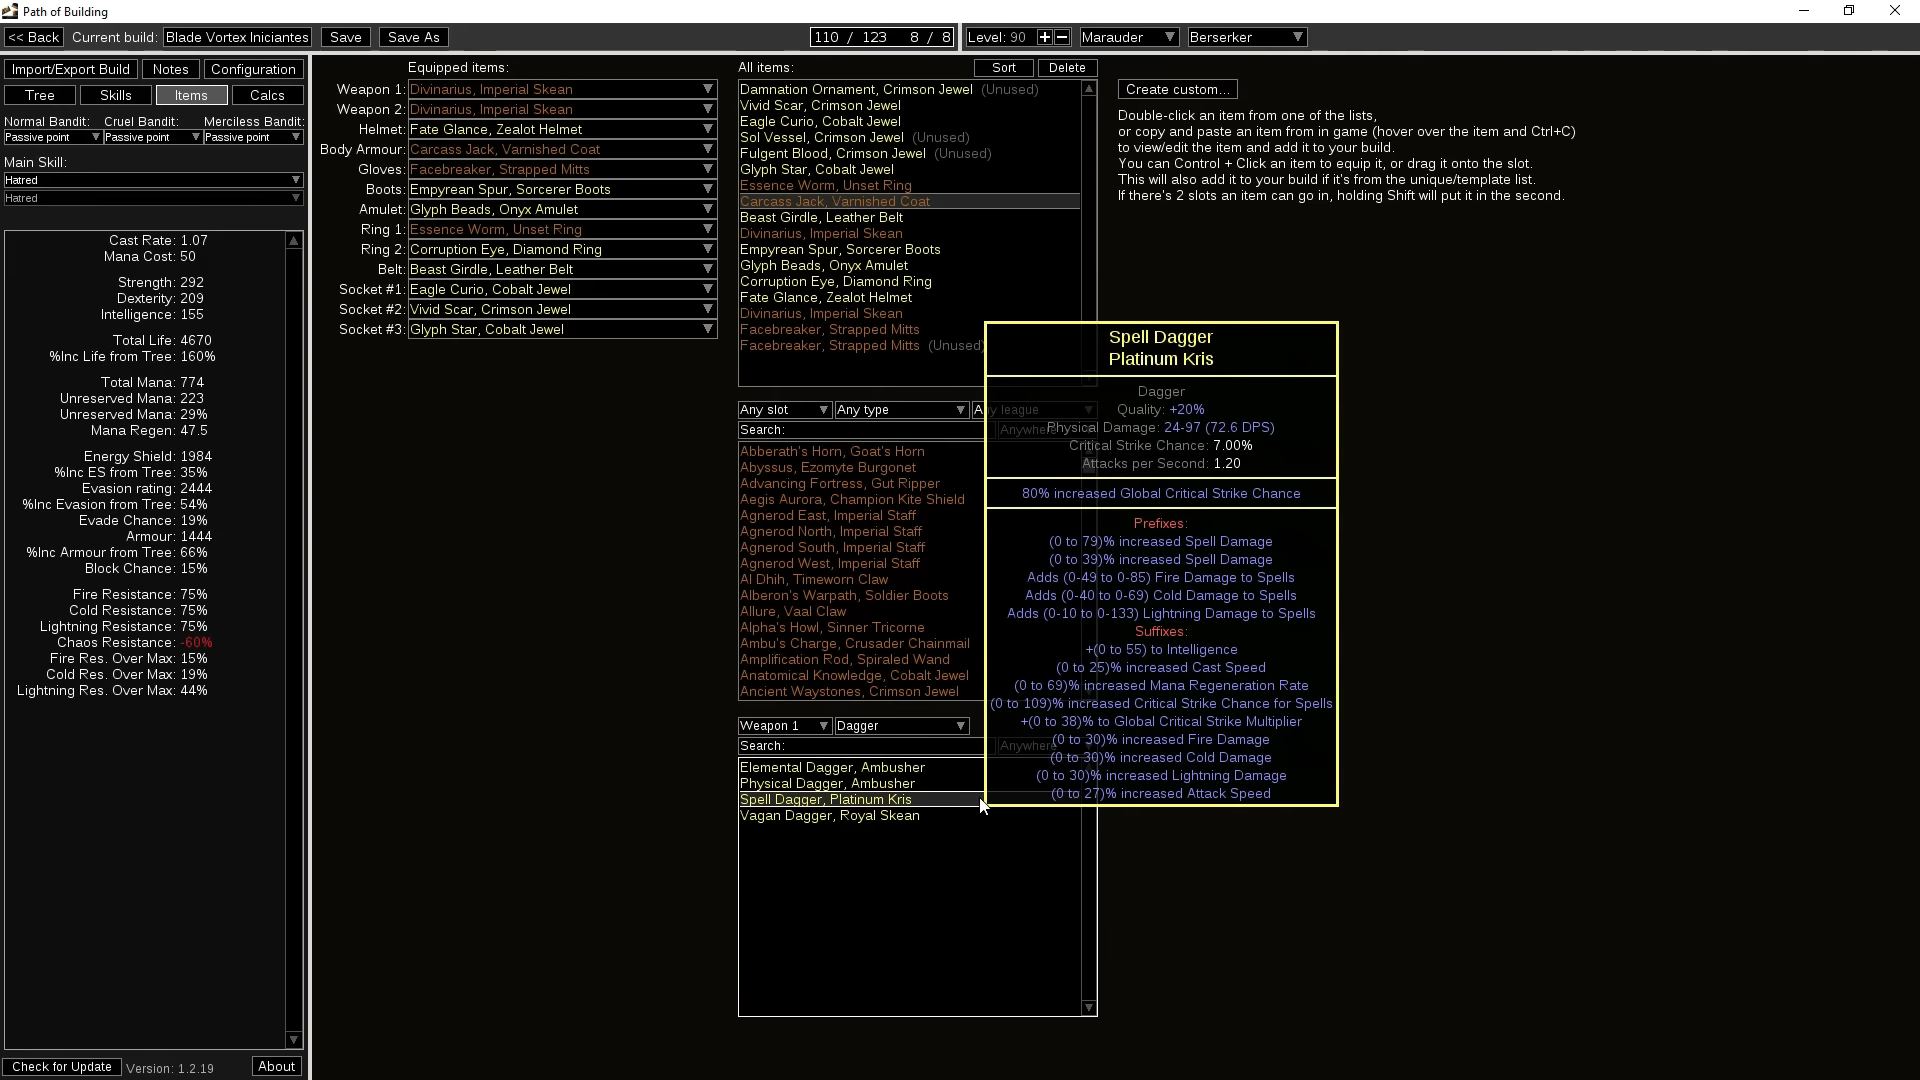 Path of Building
<< Back
Current build:
Blade Vortex Iniciantes
Save
Save As
110 / 123 8 / 8
Level: 90
Marauder
Berserker
Import/Export Build
Notes
Configuration
Tree
Skills
Items
Calcs
Normal Bandit:
Cruel Bandit:
Merciless Bandit:
Passive point
Passive point
Passive point
Main Skill:
Hatred
Hatred
Cast Rate: 1.07
Mana Cost: 50
Strength: 292
Dexterity: 209
Intelligence: 155
Total Life: 4670
%Inc Life from Tree: 160%
Total Mana: 774
Unreserved Mana: 223
Unreserved Mana: 29%
Mana Regen: 47.5
Energy Shield: 1984
%Inc ES from Tree: 35%
Evasion rating: 2444
%Inc Evasion from Tree: 54%
Evade Chance: 19%
Armour: 1444
%Inc Armour from Tree: 66%
Block Chance: 15%
Fire Resistance: 75%
Cold Resistance: 75%
Lightning Resistance: 75%
Chaos Resistance: -60%
Fire Res. Over Max: 15%
Cold Res. Over Max: 19%
Lightning Res. Over Max: 44%
Check for Update
Version: 1.2.19
About
Equipped items:
Weapon 1: Divinarius, Imperial Skean
Weapon 2: Divinarius, Imperial Skean
Helmet: Fate Glance, Zealot Helmet
Body Armour: Carcass Jack, Varnished Coat
Gloves: Facebreaker, Strapped Mitts
Boots: Empyrean Spur, Sorcerer Boots
Amulet: Glyph Beads, Onyx Amulet
Ring 1: Essence Worm, Unset Ring
Ring 2: Corruption Eye, Diamond Ring
Belt: Beast Girdle, Leather Belt
Socket #1: Eagle Curio, Cobalt Jewel
Socket #2: Vivid Scar, Crimson Jewel
Socket #3: Glyph Star, Cobalt Jewel
All items:
Sort
Delete
Damnation Ornament, Crimson Jewel (Unused)
Vivid Scar, Crimson Jewel
Eagle Curio, Cobalt Jewel
Sol Vessel, Crimson Jewel (Unused)
Fulgent Blood, Crimson Jewel (Unused)
Glyph Star, Cobalt Jewel
Essence Worm, Unset Ring
Carcass Jack, Varnished Coat
Beast Girdle, Leather Belt
Divinarius, Imperial Skean
Empyrean Spur, Sorcerer Boots
Glyph Beads, Onyx Amulet
Corruption Eye, Diamond Ring
Fate Glance, Zealot Helmet
Divinarius, Imperial Skean
Facebreaker, Strapped Mitts
Facebreaker, Strapped Mitts (Unused)
Any slot
Any type
Any league
Search:
Anywhere
Abberath's Horn, Goat's Horn
Abyssus, Ezomyte Burgonet
Advancing Fortress, Gut Ripper
Aegis Aurora, Champion Kite Shield
Agnerod East, Imperial Staff
Agnerod North, Imperial Staff
Agnerod South, Imperial Staff
Agnerod West, Imperial Staff
Al Dhih, Timeworn Claw
Alberon's Warpath, Soldier Boots
Allure, Vaal Claw
Alpha's Howl, Sinner Tricorne
Ambu's Charge, Crusader Chainmail
Amplification Rod, Spiraled Wand
Anatomical Knowledge, Cobalt Jewel
Ancient Waystones, Crimson Jewel
Weapon 1
Dagger
Search:
Anywhere
Elemental Dagger, Ambusher
Physical Dagger, Ambusher
Spell Dagger, Platinum Kris
Vagan Dagger, Royal Skean
Create custom...
Double-click an item from one of the lists,
or copy and paste an item from in game (hover over the item and Ctrl+C)
to view/edit the item and add it to your build.
You can Control + Click an item to equip it, or drag it onto the slot.
This will also add it to your build if it's from the unique/template list.
If there's 2 slots an item can go in, holding Shift will put it in the second.
Spell Dagger
Platinum Kris
Dagger
Quality: +20%
Physical Damage: 24-97 (72.6 DPS)
Critical Strike Chance: 7.00%
Attacks per Second: 1.20
80% increased Global Critical Strike Chance
Prefixes:
(0 to 79)% increased Spell Damage
(0 to 39)% increased Spell Damage
Adds (0-49 to 0-85) Fire Damage to Spells
Adds (0-40 to 0-69) Cold Damage to Spells
Adds (0-10 to 0-133) Lightning Damage to Spells
Suffixes:
+(0 to 55) to Intelligence
(0 to 25)% increased Cast Speed
(0 to 69)% increased Mana Regeneration Rate
(0 to 109)% increased Critical Strike Chance for Spells
+(0 to 38)% to Global Critical Strike Multiplier
(0 to 30)% increased Fire Damage
(0 to 30)% increased Cold Damage
(0 to 30)% increased Lightning Damage
(0 to 27)% increased Attack Speed